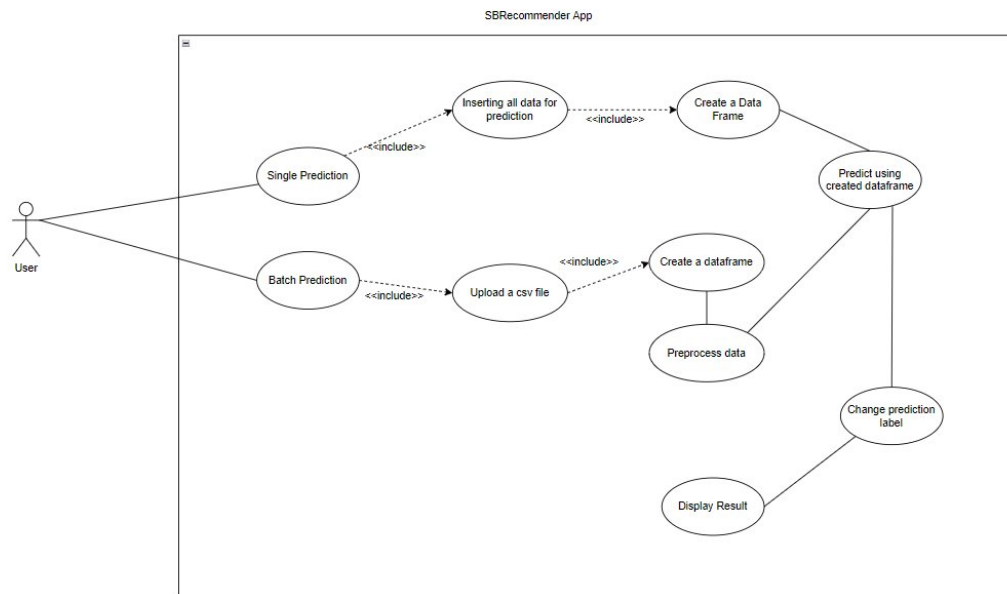 SBRecommender App
Inserting all data for
prediction
<<include>>
Create a Data
Frame
<<include>>
Single Prediction
Predict using
created dataframe
User
Batch Prediction
<<include>>
Upload a csv file
<<include>>
Create a dataframe
Preprocess data
Change prediction
label
Display Result